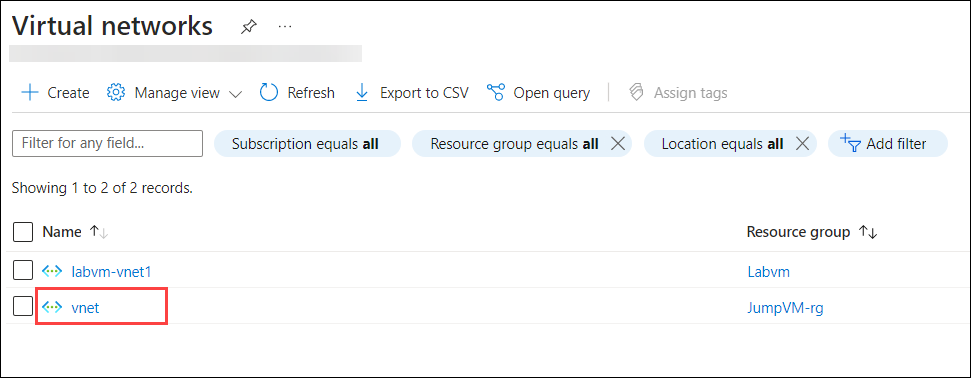 Virtual networks ...
Create Manage view Refresh Export to CSV Open query Assign tags
Filter for any field... Subscription equals all Resource group equals all Location equals all Add filter
Showing 1 to 2 of 2 records.
Name Resource group
labvm-vnet1 Labvm
vnet JumpVM-rg